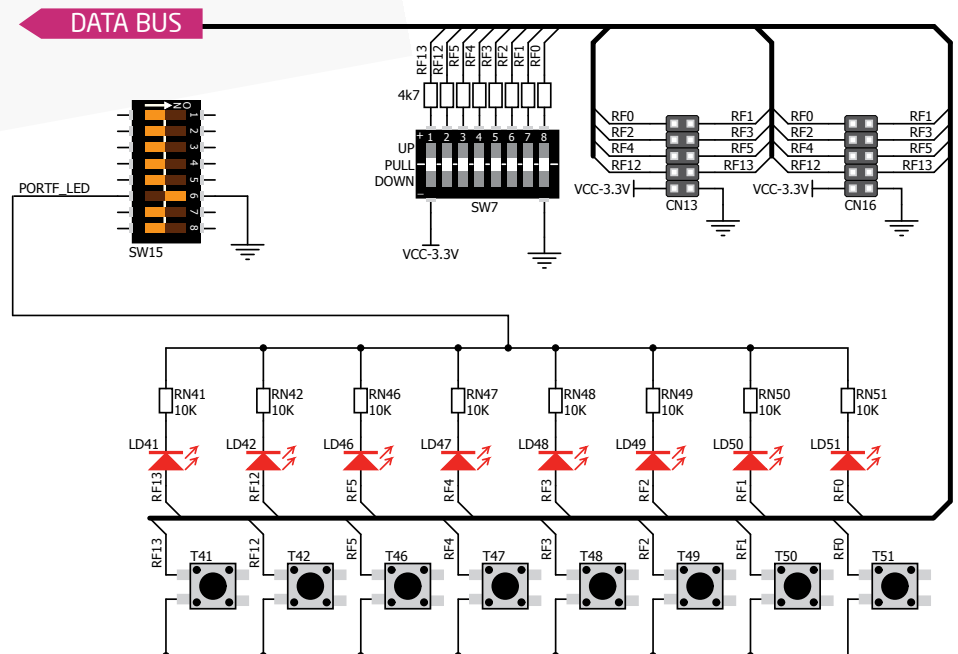 DATA BUS
RF13 RF12 RF5 RF4 RF3 RF2 RF1 RF0
4k7
+ 1 2 3 4 5 6 7 8
UP
PULL
DOWN
−
SW7
VCC-3.3V
ON
1 2 3 4 5 6 7 8
PORTF_LED
SW15
RF0 RF1
RF2 RF3
RF4 RF5
RF12 RF13
VCC-3.3V
CN13
RF0 RF1
RF2 RF3
RF4 RF5
RF12 RF13
VCC-3.3V
CN16
RN41 RN42 RN46 RN47 RN48 RN49 RN50 RN51
10K 10K 10K 10K 10K 10K 10K 10K
LD41 LD42 LD46 LD47 LD48 LD49 LD50 LD51
RF13 RF12 RF5 RF4 RF3 RF2 RF1 RF0
RF13 RF12 RF5 RF4 RF3 RF2 RF1 RF0
T41 T42 T46 T47 T48 T49 T50 T51